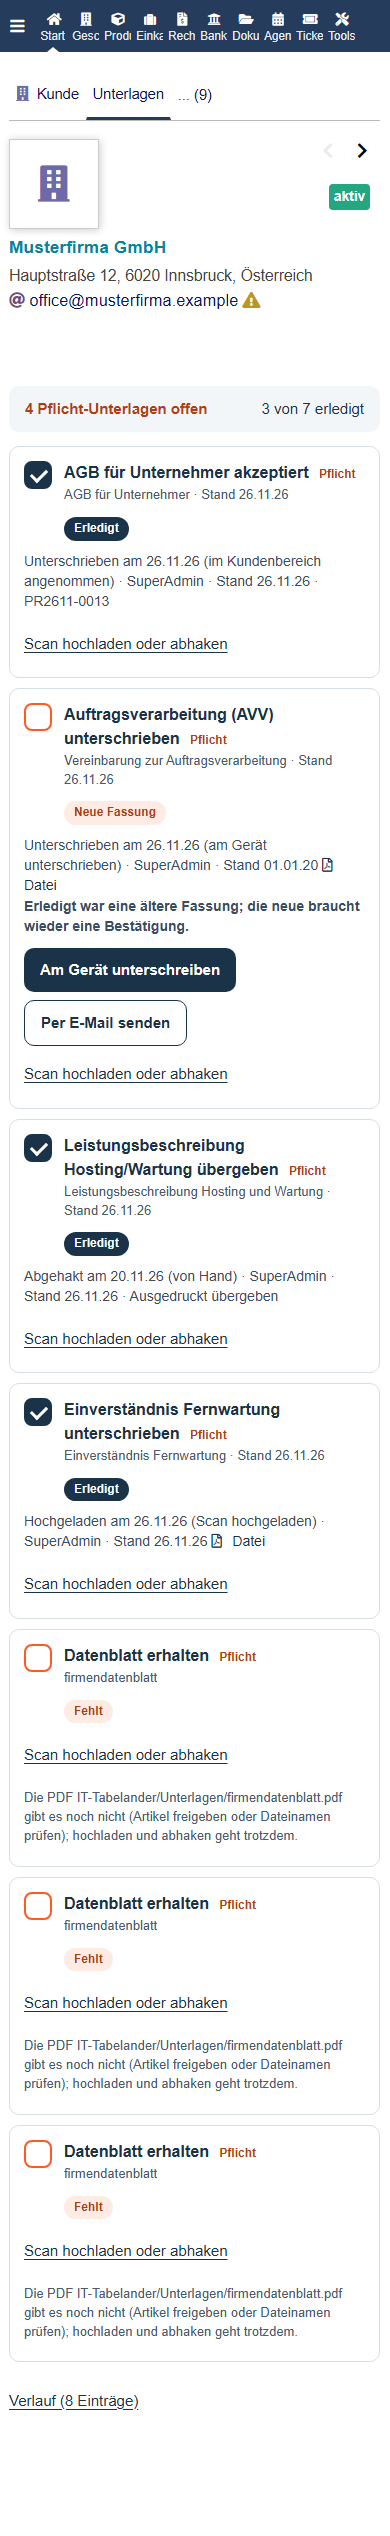 Start Gesc Produ Einka Rech Bank Doku Agen Ticke Tools
Kunde Unterlagen ... (9)
aktiv
Musterfirma GmbH
Hauptstraße 12, 6020 Innsbruck, Österreich
office@musterfirma.example
4 Pflicht-Unterlagen offen 3 von 7 erledigt
AGB für Unternehmer akzeptiert Pflicht
AGB für Unternehmer · Stand 26.11.26
Erledigt
Unterschrieben am 26.11.26 (im Kundenbereich
angenommen) · SuperAdmin · Stand 26.11.26 ·
PR2611-0013
Scan hochladen oder abhaken
Auftragsverarbeitung (AVV)
unterschrieben Pflicht
Vereinbarung zur Auftragsverarbeitung · Stand
26.11.26
Neue Fassung
Unterschrieben am 26.11.26 (am Gerät
unterschrieben) · SuperAdmin · Stand 01.01.20
Datei
Erledigt war eine ältere Fassung; die neue braucht
wieder eine Bestätigung.
Am Gerät unterschreiben
Per E-Mail senden
Scan hochladen oder abhaken
Leistungsbeschreibung
Hosting/Wartung übergeben Pflicht
Leistungsbeschreibung Hosting und Wartung ·
Stand 26.11.26
Erledigt
Abgehakt am 20.11.26 (von Hand) · SuperAdmin ·
Stand 26.11.26 · Ausgedruckt übergeben
Scan hochladen oder abhaken
Einverständnis Fernwartung
unterschrieben Pflicht
Einverständnis Fernwartung · Stand 26.11.26
Erledigt
Hochgeladen am 26.11.26 (Scan hochgeladen) ·
SuperAdmin · Stand 26.11.26 Datei
Scan hochladen oder abhaken
Datenblatt erhalten Pflicht
firmendatenblatt
Fehlt
Scan hochladen oder abhaken
Die PDF IT-Tabelander/Unterlagen/firmendatenblatt.pdf
gibt es noch nicht (Artikel freigeben oder Dateinamen
prüfen); hochladen und abhaken geht trotzdem.
Datenblatt erhalten Pflicht
firmendatenblatt
Fehlt
Scan hochladen oder abhaken
Die PDF IT-Tabelander/Unterlagen/firmendatenblatt.pdf
gibt es noch nicht (Artikel freigeben oder Dateinamen
prüfen); hochladen und abhaken geht trotzdem.
Datenblatt erhalten Pflicht
firmendatenblatt
Fehlt
Scan hochladen oder abhaken
Die PDF IT-Tabelander/Unterlagen/firmendatenblatt.pdf
gibt es noch nicht (Artikel freigeben oder Dateinamen
prüfen); hochladen und abhaken geht trotzdem.
Verlauf (8 Einträge)